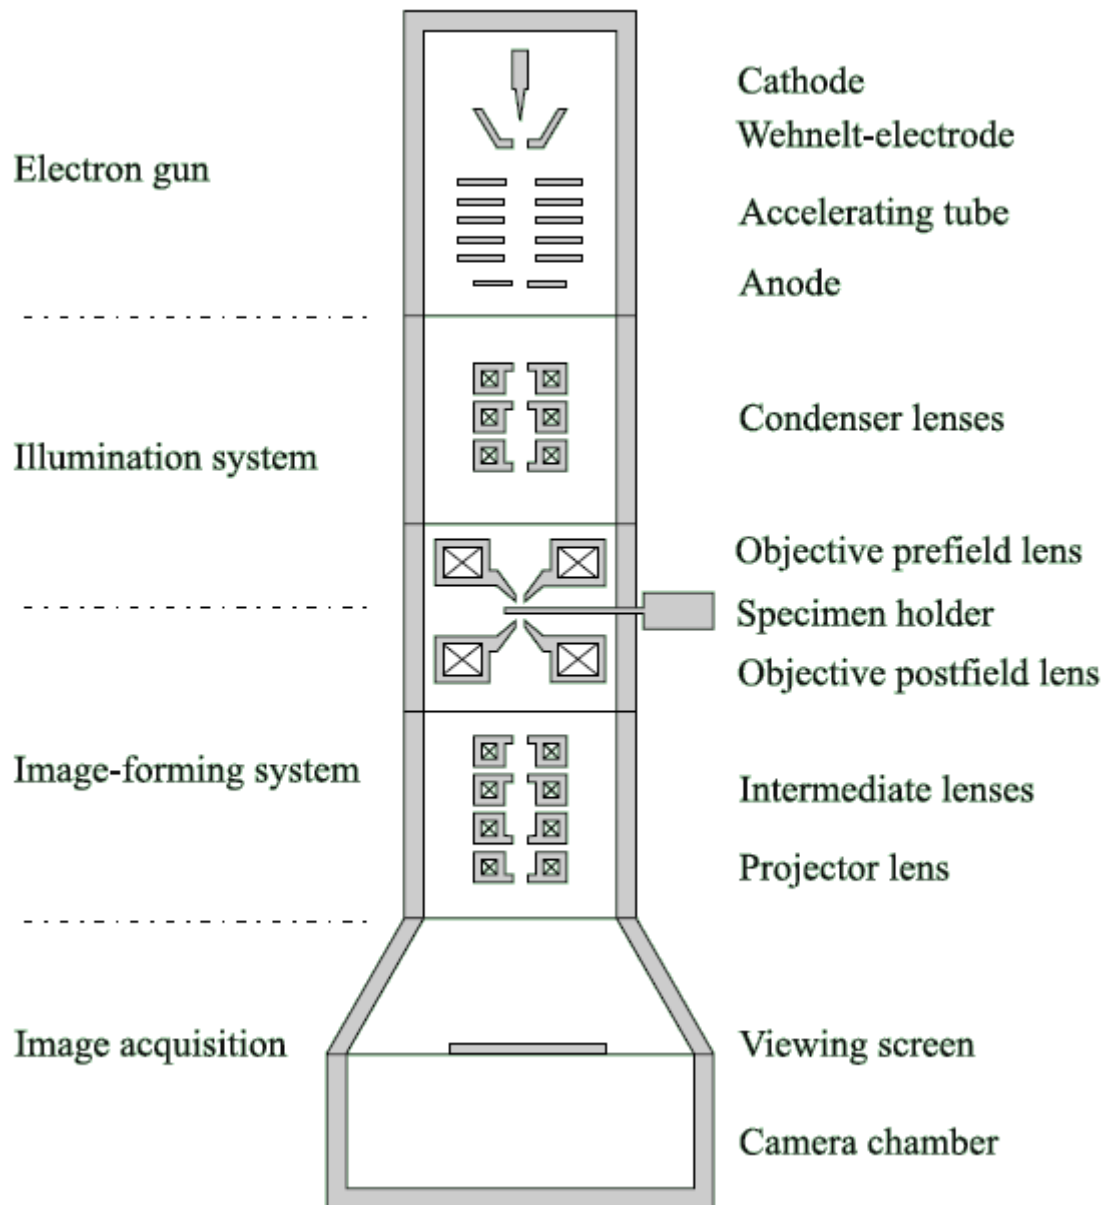 Cathode
Wehnelt-electrode
Electron gun
Accelerating tube
Anode
Condenser lenses
Illumination system
Objective prefield lens
Specimen holder
Objective postfield lens
Image-forming system
Intermediate lenses
Projector lens
Image acquisition
Viewing screen
Camera chamber